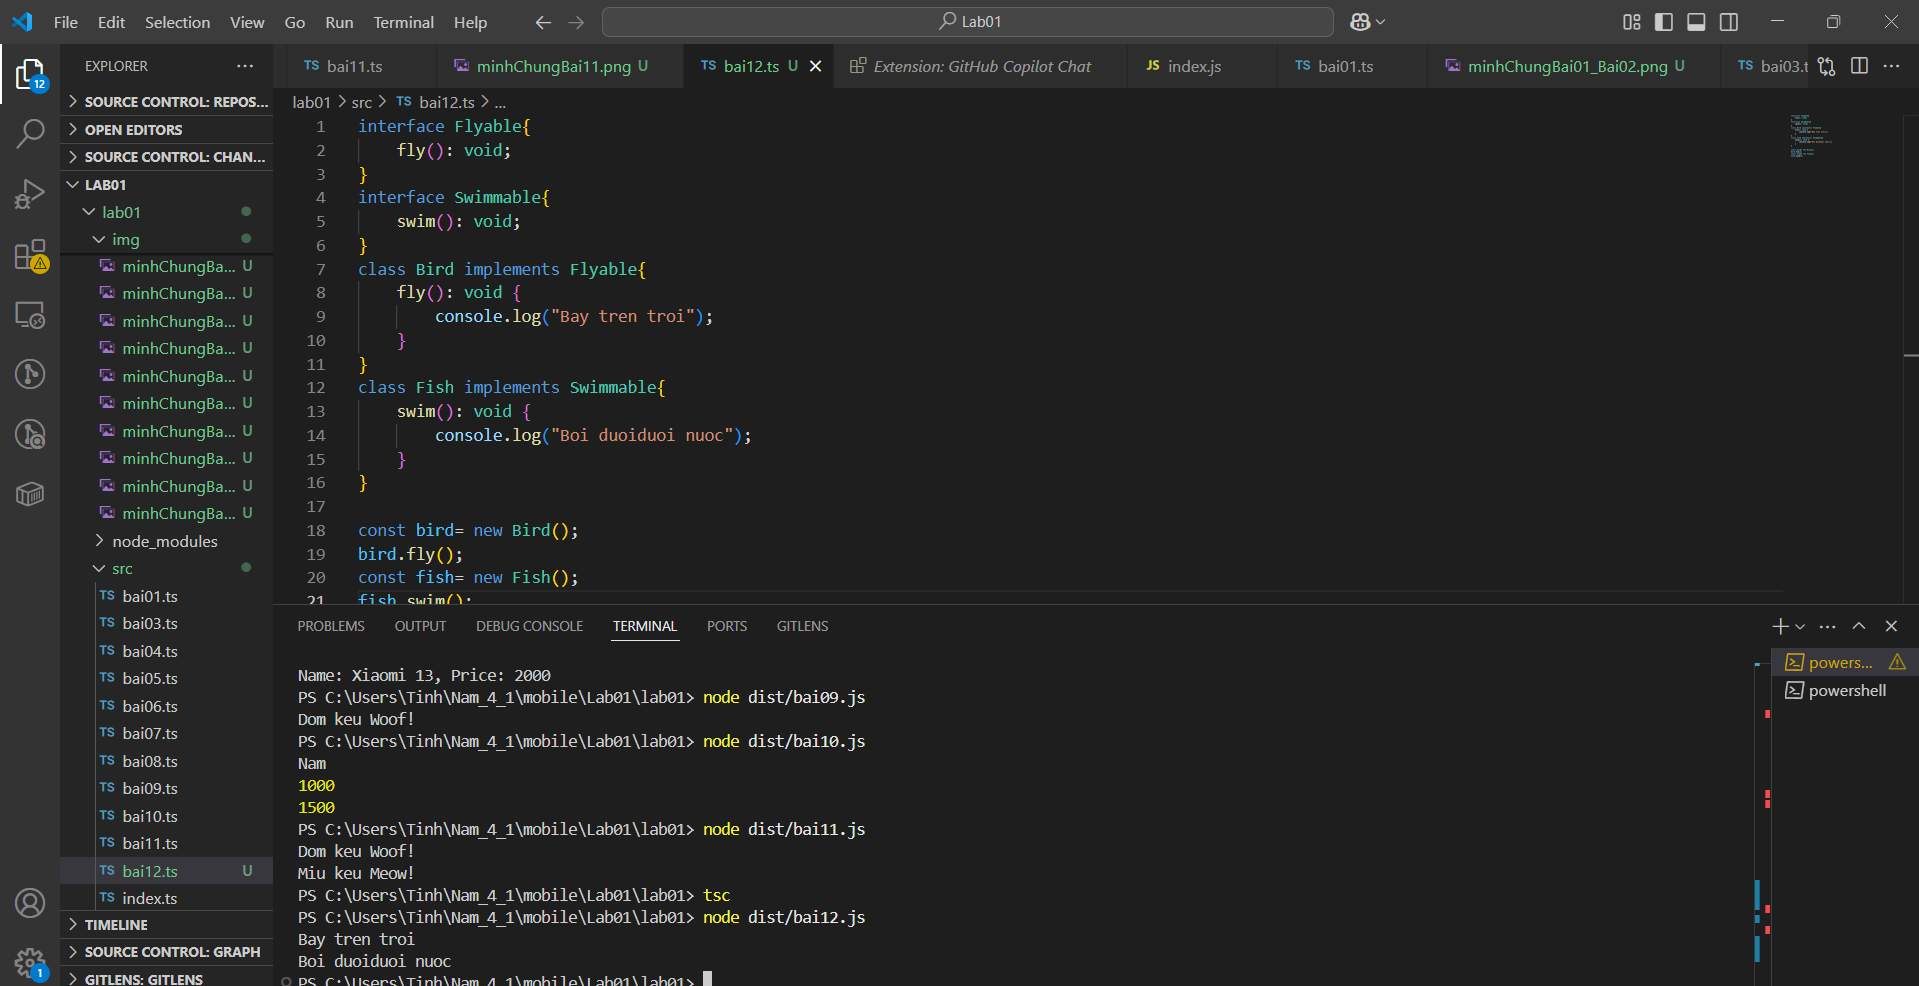 File Edit Selection View Go Run Terminal Help
Lab01
EXPLORER
TS bai11.ts
minhChungBai11.png U
TS bai12.ts U
Extension: GitHub Copilot Chat
JS index.js
TS bai01.ts
minhChungBai01_Bai02.png U
TS bai03.t
12
SOURCE CONTROL: REPOS...
OPEN EDITORS
SOURCE CONTROL: CHAN...
LAB01
lab01
img
minhChungBa... U
minhChungBa... U
minhChungBa... U
minhChungBa... U
minhChungBa... U
minhChungBa... U
minhChungBa... U
minhChungBa... U
minhChungBa... U
minhChungBa... U
node_modules
src
TS bai01.ts
TS bai03.ts
TS bai04.ts
TS bai05.ts
TS bai06.ts
TS bai07.ts
TS bai08.ts
TS bai09.ts
TS bai10.ts
TS bai11.ts
TS bai12.ts U
TS index.ts
TIMELINE
SOURCE CONTROL: GRAPH
GITLENS: GITLENS
1
lab01 > src > TS bai12.ts > ...
1 interface Flyable{
2 fly(): void;
3 }
4 interface Swimmable{
5 swim(): void;
6 }
7 class Bird implements Flyable{
8 fly(): void {
9 console.log("Bay tren troi");
10 }
11 }
12 class Fish implements Swimmable{
13 swim(): void {
14 console.log("Boi duoiduoi nuoc");
15 }
16 }
17
18 const bird= new Bird();
19 bird.fly();
20 const fish= new Fish();
21 fish.swim();
PROBLEMS OUTPUT DEBUG CONSOLE TERMINAL PORTS GITLENS
Name: Xiaomi 13, Price: 2000
PS C:\Users\Tinh\Nam_4_1\mobile\Lab01\lab01> node dist/bai09.js
Dom keu Woof!
PS C:\Users\Tinh\Nam_4_1\mobile\Lab01\lab01> node dist/bai10.js
Nam
1000
1500
PS C:\Users\Tinh\Nam_4_1\mobile\Lab01\lab01> node dist/bai11.js
Dom keu Woof!
Miu keu Meow!
PS C:\Users\Tinh\Nam_4_1\mobile\Lab01\lab01> tsc
PS C:\Users\Tinh\Nam_4_1\mobile\Lab01\lab01> node dist/bai12.js
Bay tren troi
Boi duoiduoi nuoc
PS C:\Users\Tinh\Nam_4_1\mobile\Lab01\lab01>
powers...
powershell